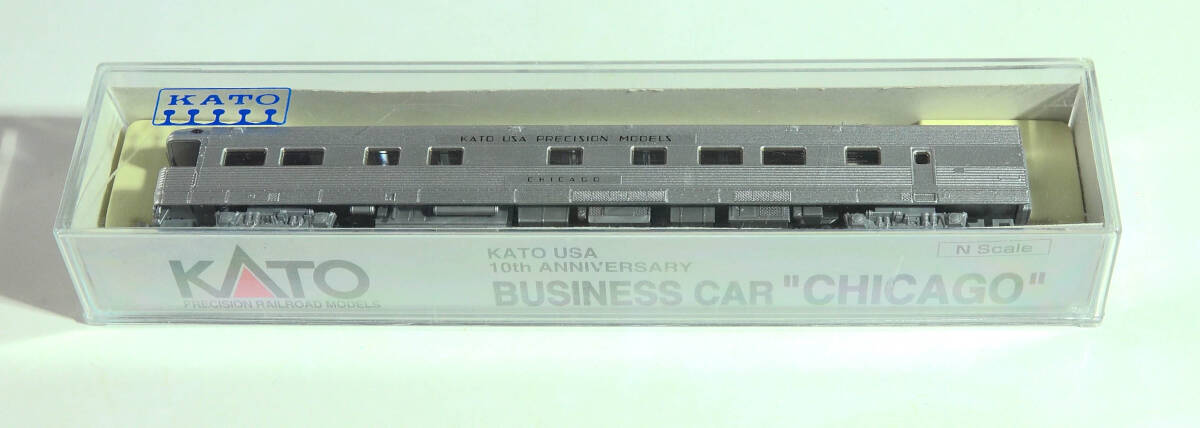 KATO
KATO USA PRECISION MODELS
CHICAGO
KATO
PRECISION RAILROAD MODELS
KATO USA
10th ANNIVERSARY
BUSINESS CAR "CHICAGO"
N Scale